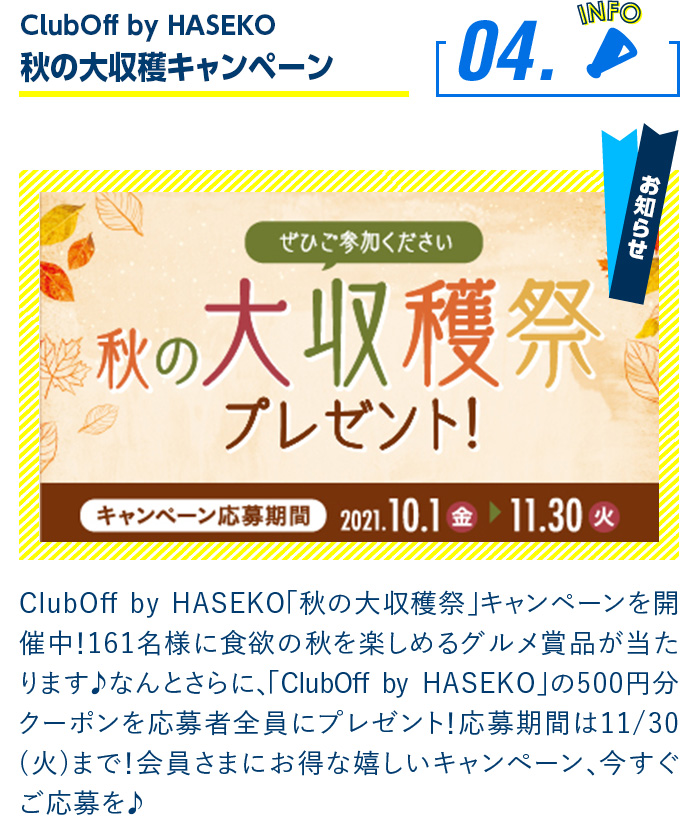 ClubOff by HASEKO
秋の大収穫キャンペーン
INFO
04.
お知らせ
ぜひご参加ください
秋の大収穫祭
プレゼント!
キャンペーン応募期間 2021.10.1 金 ▶ 11.30 火
ClubOff by HASEKO「秋の大収穫祭」キャンペーンを開
催中!161名様に食欲の秋を楽しめるグルメ賞品が当た
ります♪なんとさらに、「ClubOff by HASEKO」の500円分
クーポンを応募者全員にプレゼント!応募期間は11/30
(火)まで!会員さまにお得な嬉しいキャンペーン、今すぐ
ご応募を♪